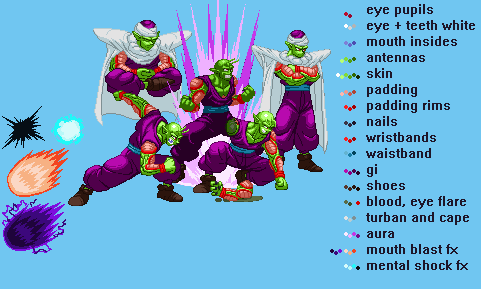 eye pupils
eye + teeth white
mouth insides
antennas
skin
padding
padding rims
nails
wristbands
waistband
gi
shoes
blood, eye flare
turban and cape
aura
mouth blast fx
mental shock fx